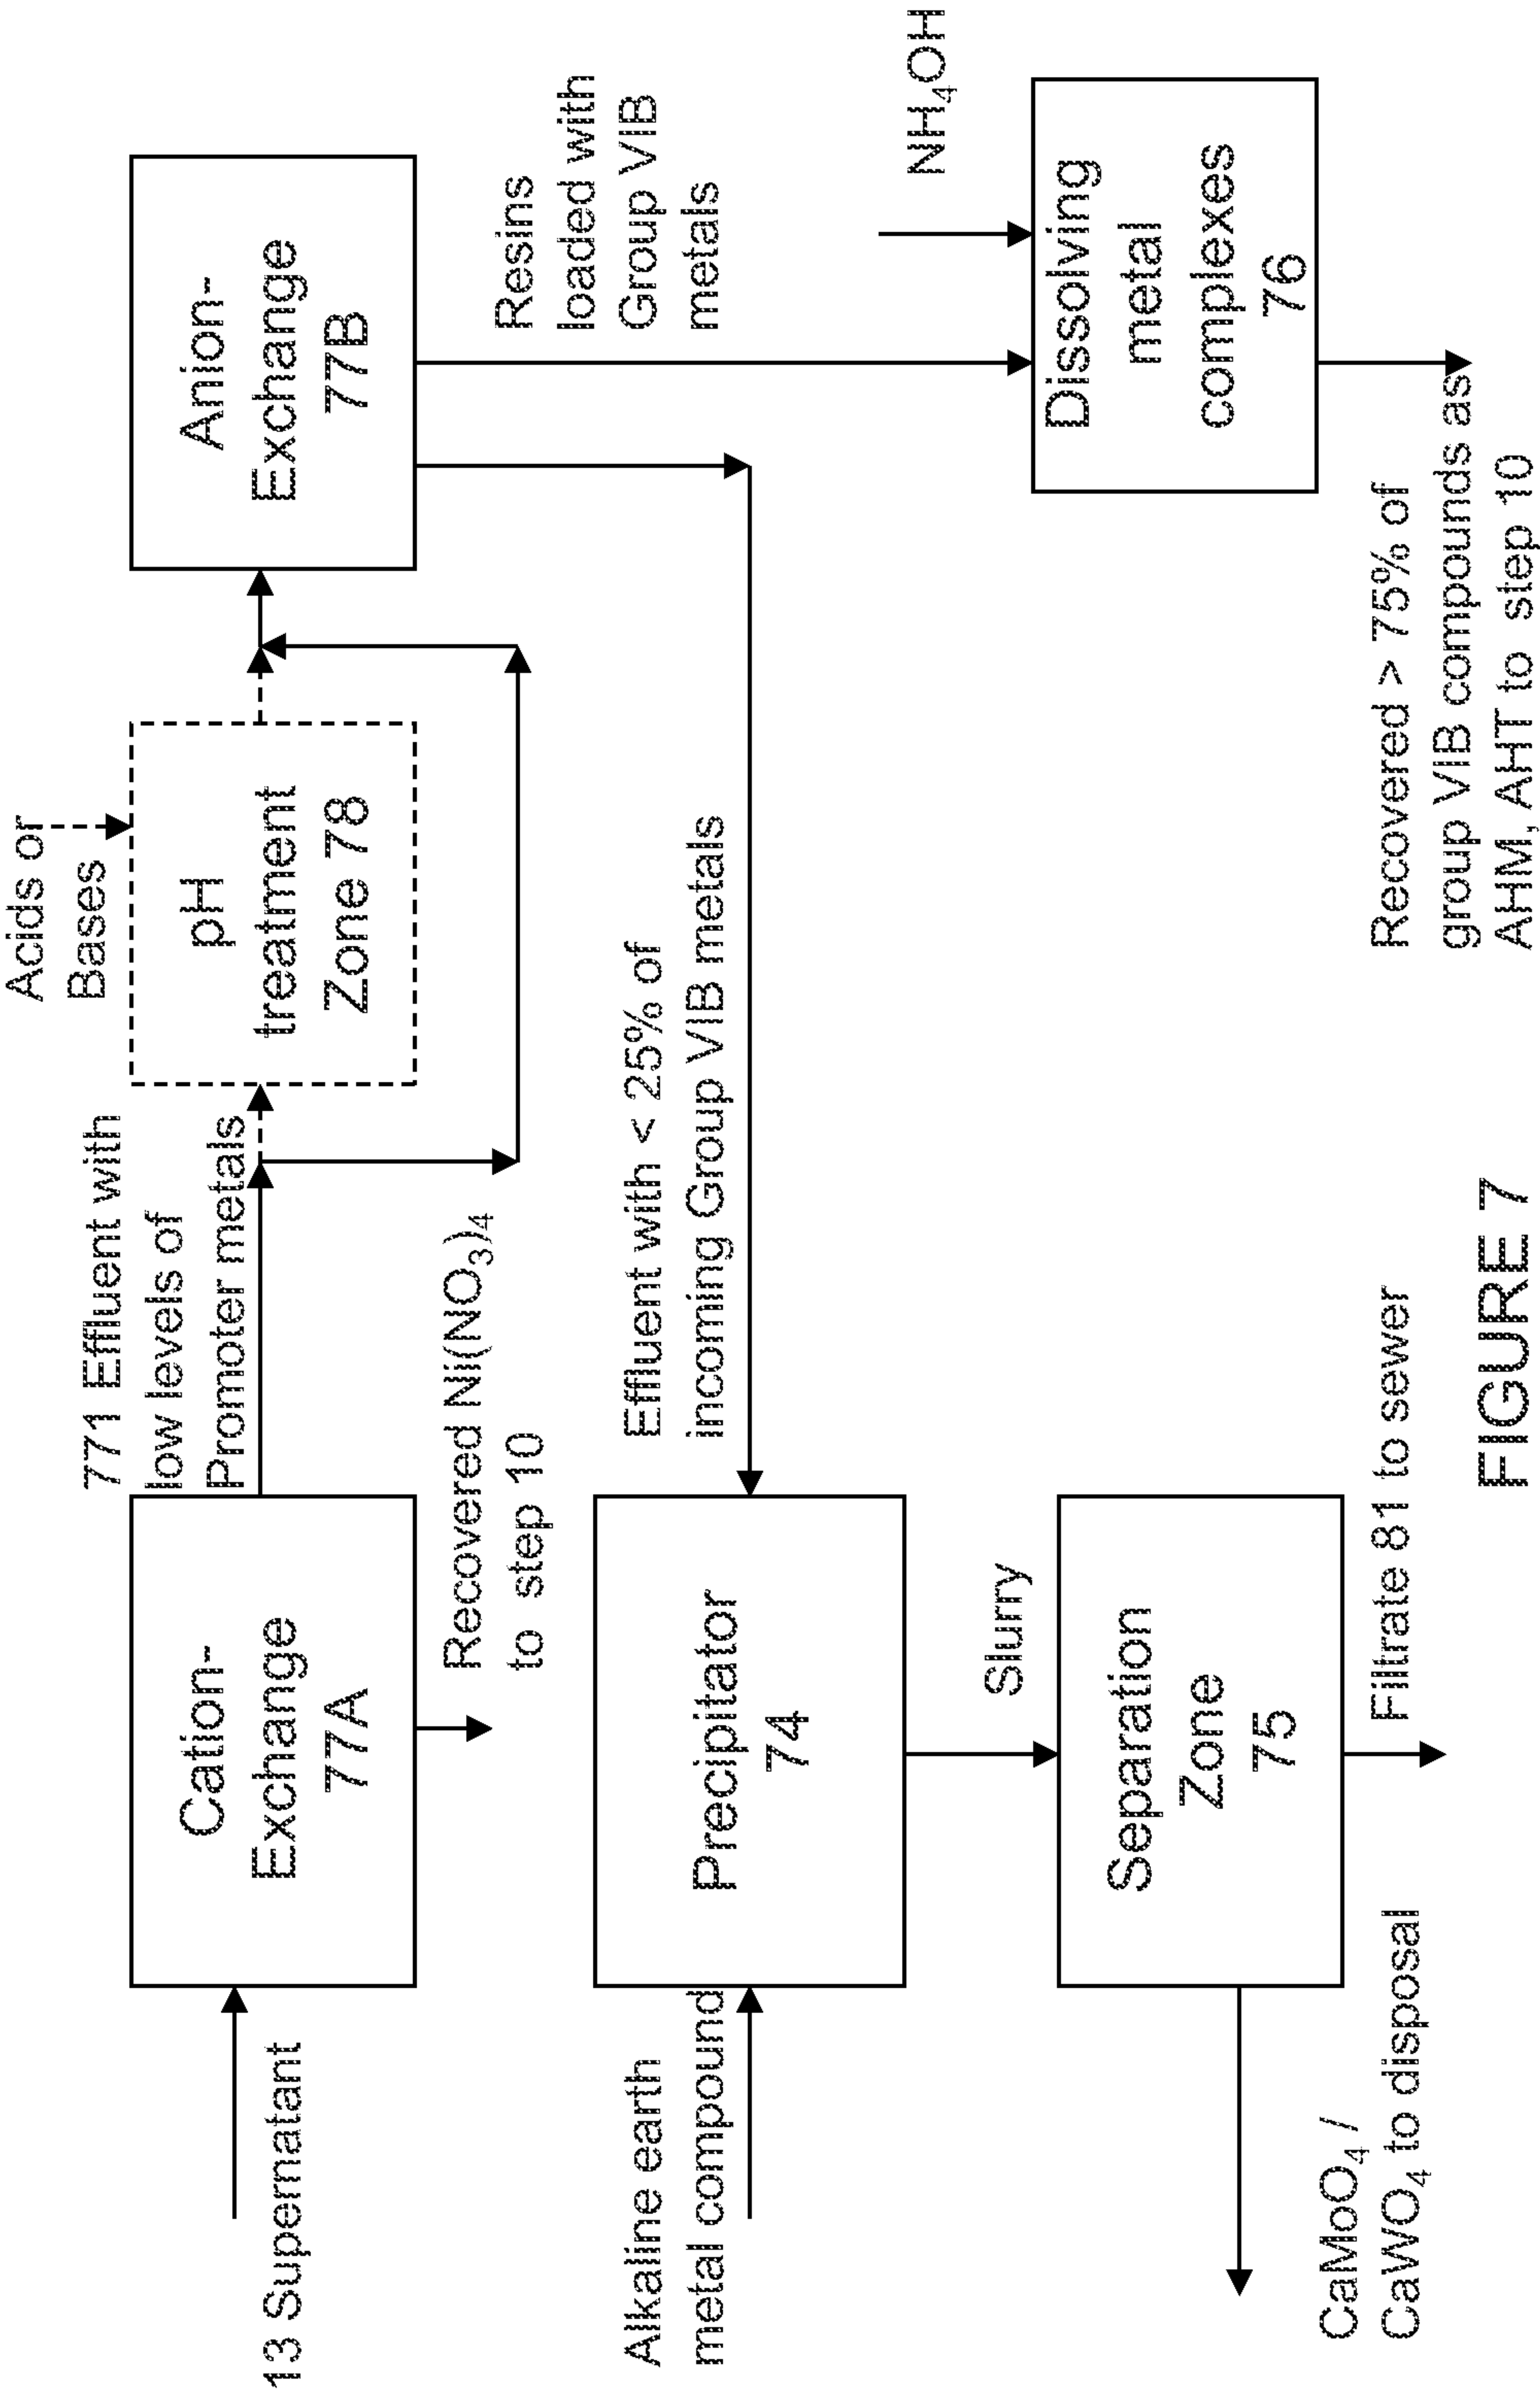 Acids or
Bases
771 Effluent with
low levels of
Promoter metals
Cation-
Exchange
77A
pH
treatment
Zone 78
Anion-
Exchange
77B
13 Supernatant
Recovered Ni(NO3)4
to step 10
Resins
loaded with
Group VIB
metals
Effluent with < 25% of
incoming Group VIB metals
Alkaline earth
metal compound
Precipitator
74
NH4OH
Slurry
Dissolving
metal
complexes
76
Separation
Zone
75
CaMoO4 /
CaWO4 to disposal
Filtrate 81 to sewer
Recovered > 75% of
group VIB compounds as
AHM, AHT to step 10
FIGURE 7